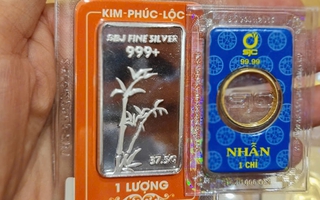 KIM-PHÚC-LỘC
SBJ FINE SILVER
999+
37.5G
1 LƯỢNG
SJC
99.99
NHẪN
1 CHỈ